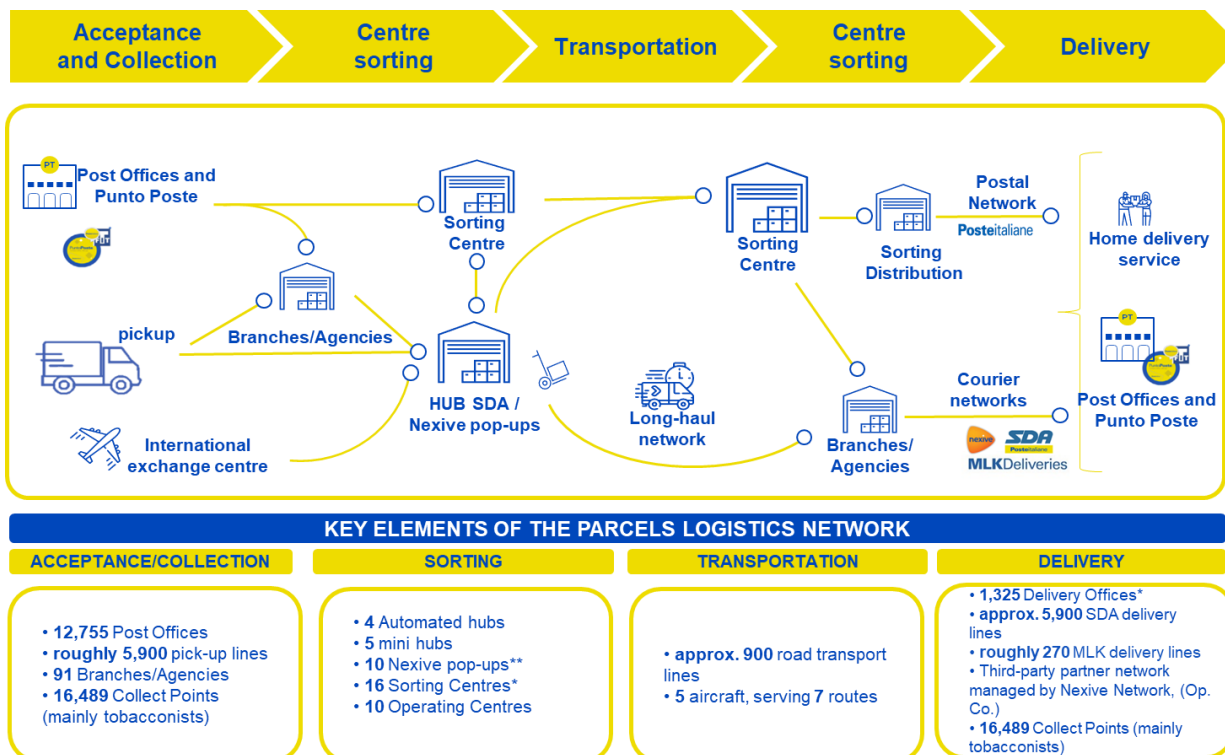 Acceptance
and Collection
Centre
sorting
Transportation
Centre
sorting
Delivery
PT
Post Offices and
Punto Poste
Sorting
Centre
Sorting
Centre
Sorting
Distribution
Postal
Network
Posteitaliane
Home delivery
service
pickup
Branches/Agencies
HUB SDA /
Nexive pop-ups
Long-haul
network
International
exchange centre
Branches/
Agencies
Courier
networks
nexive
SDA
Posteitaliane
MLKDeliveries
PT
Post Offices and
Punto Poste
KEY ELEMENTS OF THE PARCELS LOGISTICS NETWORK
ACCEPTANCE/COLLECTION
• 12,755 Post Offices
• roughly 5,900 pick-up lines
• 91 Branches/Agencies
• 16,489 Collect Points
(mainly tobacconists)
SORTING
• 4 Automated hubs
• 5 mini hubs
• 10 Nexive pop-ups**
• 16 Sorting Centres*
• 10 Operating Centres
TRANSPORTATION
• approx. 900 road transport
lines
• 5 aircraft, serving 7 routes
DELIVERY
• 1,325 Delivery Offices*
• approx. 5,900 SDA delivery
lines
• roughly 270 MLK delivery lines
• Third-party partner network
managed by Nexive Network, (Op.
Co.)
• 16,489 Collect Points (mainly
tobacconists)